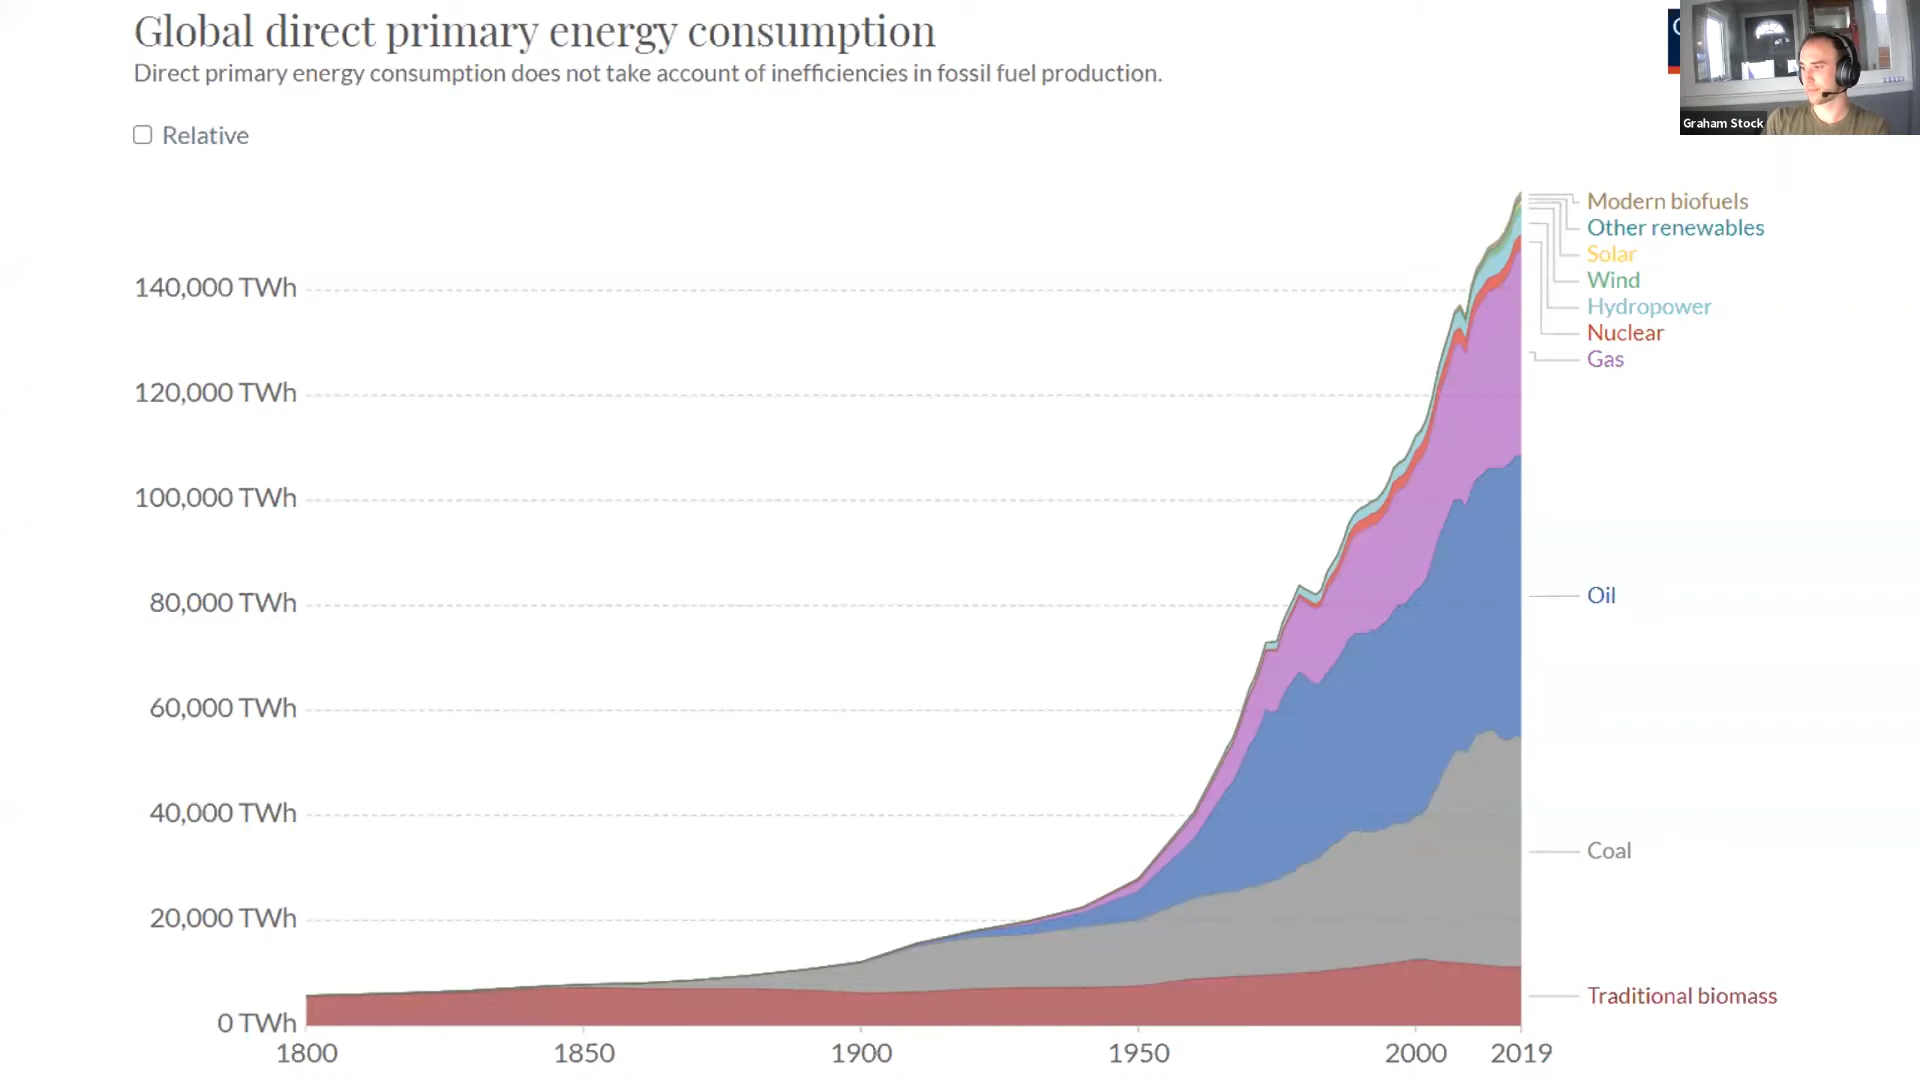 Global direct primary energy consumption
Direct primary energy consumption does not take account of inefficiencies in fossil fuel production.
Relative
Graham Stock
Modern biofuels
Other renewables
Solar
Wind
Hydropower
Nuclear
Gas
Oil
Coal
Traditional biomass
140,000 TWh
120,000 TWh
100,000 TWh
80,000 TWh
60,000 TWh
40,000 TWh
20,000 TWh
0 TWh
1800
1850
1900
1950
2000
2019